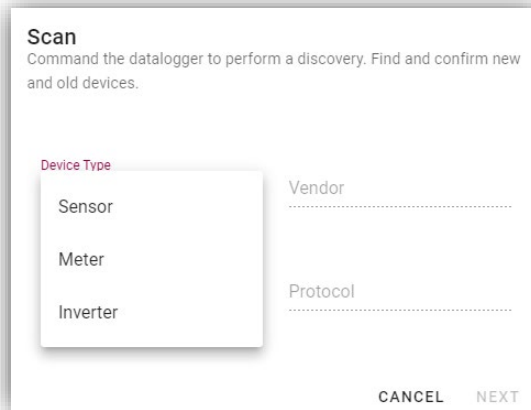 Scan
Command the datalogger to perform a discovery. Find and confirm new
and old devices.
Device Type
Sensor
Meter
Inverter
Vendor
Protocol
CANCEL NEXT